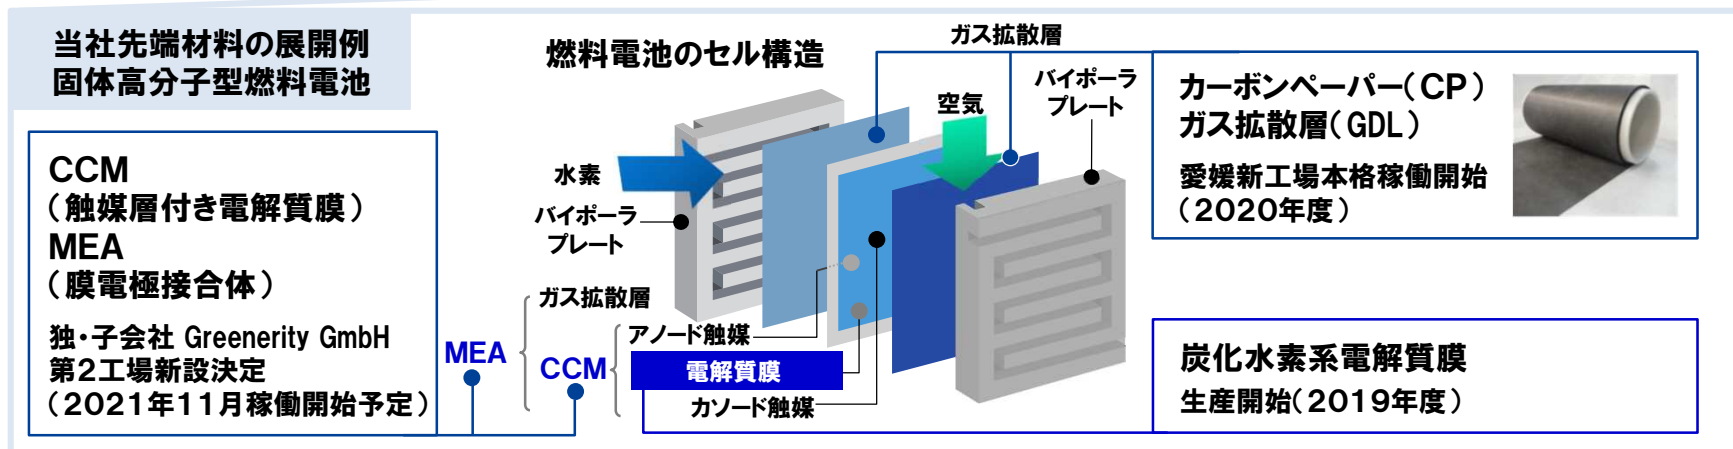 当社先端材料の展開例
固体高分子型燃料電池
CCM
（触媒層付き電解質膜）
MEA
（膜電極接合体）
独・子会社 Greenerity GmbH
第2工場新設決定
（2021年11月稼働開始予定）
燃料電池のセル構造
ガス拡散層
バイポーラ
プレート
空気
水素
バイポーラ
プレート
ガス拡散層
MEA
アノード触媒
CCM
電解質膜
カソード触媒
カーボンペーパー（CP）
ガス拡散層（GDL）
愛媛新工場本格稼働開始
（2020年度）
炭化水素系電解質膜
生産開始（2019年度）